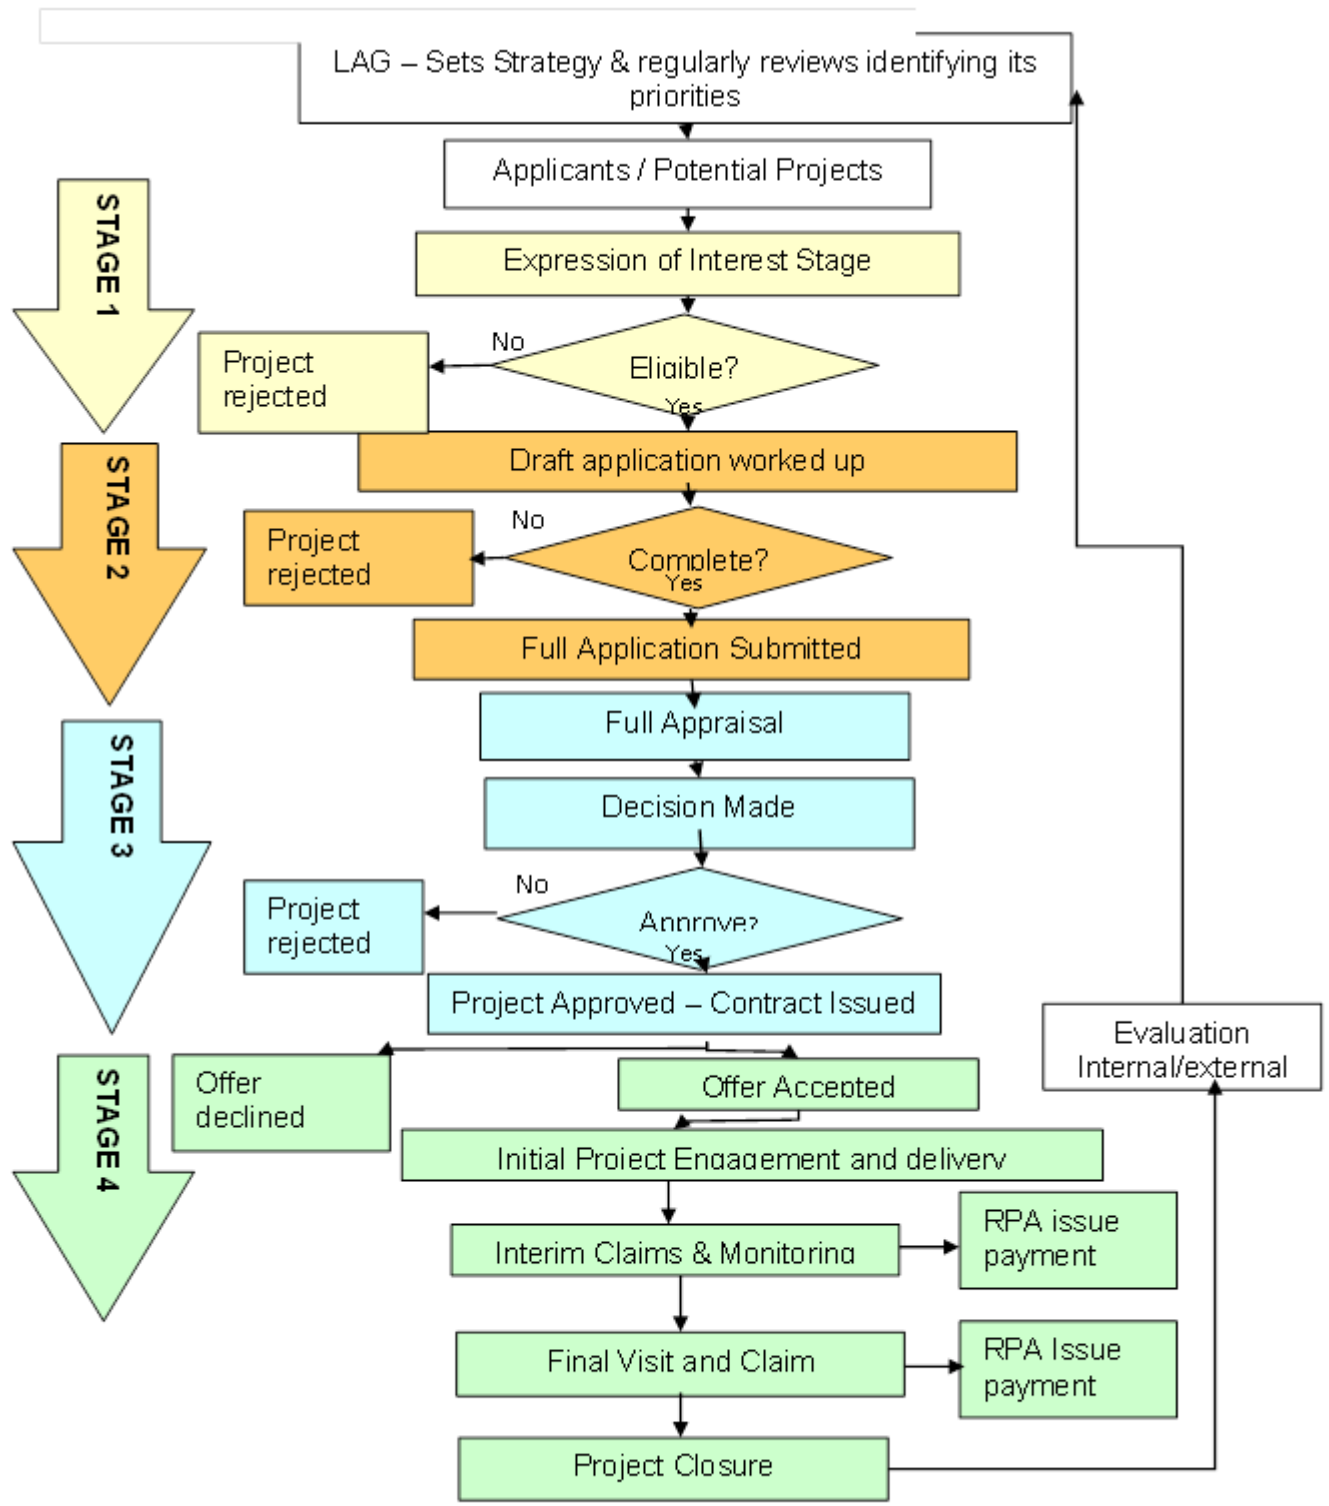 LAG – Sets Strategy & regularly reviews identifying its
priorities
Applicants / Potential Projects
STAGE 1
Expression of Interest Stage
No
Project
rejected
Eligible?
Yes
STAGE 2
Draft application worked up
No
Project
rejected
Complete?
Yes
Full Application Submitted
STAGE 3
Full Appraisal
Decision Made
No
Project
rejected
Approve?
Yes
Project Approved – Contract Issued
Evaluation
Internal/external
STAGE 4
Offer
declined
Offer Accepted
Initial Project Engagement and delivery
RPA issue
payment
Interim Claims & Monitoring
RPA Issue
payment
Final Visit and Claim
Project Closure